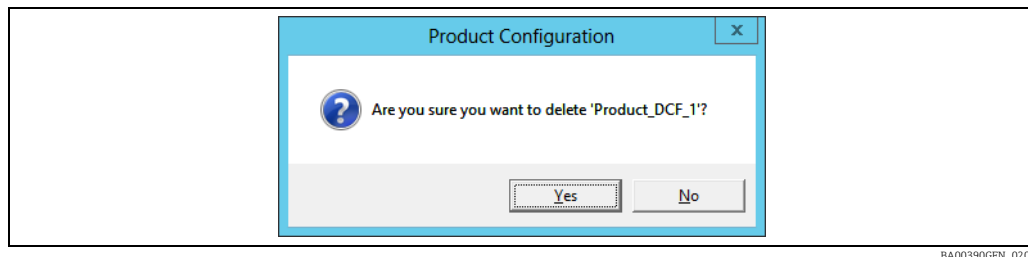 Product Configuration
x
? Are you sure you want to delete 'Product_DCF_1'?
Yes No